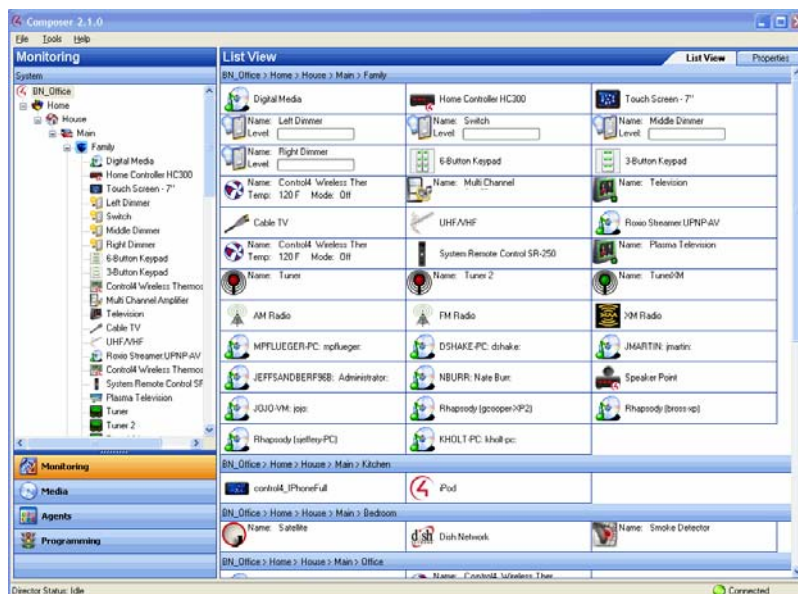 Composer 2.1.0
File Tools Help
Monitoring
System
BN_Office
Home
House
Main
Family
Digital Media
Home Controller HC300
Touch Screen - 7"
Left Dimmer
Switch
Middle Dimmer
Right Dimmer
6-Button Keypad
3-Button Keypad
Control4 Wireless Thermos
Multi Channel Amplifier
Television
Cable TV
UHF/VHF
Roxio Streamer:UPNP-AV
Control4 Wireless Thermos
System Remote Control SF
Plasma Television
Tuner
Tuner 2
Monitoring
Media
Agents
Programming
List View
List View Properties
BN_Office > Home > House > Main > Family
Digital Media Home Controller HC300 Touch Screen - 7"
Name: Left Dimmer Name: Switch Name: Middle Dimmer
Level: Level: Level:
Name: Right Dimmer
Level: 6-Button Keypad 3-Button Keypad
Name: Control4 Wireless Ther Name: Multi Channel Name: Television
Temp: 120 F Mode: Off
Cable TV UHF/VHF Roxio Streamer:UPNP-AV
Name: Control4 Wireless Ther System Remote Control SR-250 Name: Plasma Television
Temp: 120 F Mode: Off
Name: Tuner Name: Tuner 2 Name: TunerXM
AM Radio FM Radio XM Radio
MPFLUEGER-PC: mpflueger: DSHAKE-PC: dshake: JMARTIN: jmartin:
JEFFSANDBERF96B: Administrator: NBURR: Nate Burr: Speaker Point
JOJO-VM: jojo: Rhapsody (gcooper-XP2) Rhapsody (bross-xp)
Rhapsody (sjeffery-PC) KHOLT-PC: kholt-pc:
BN_Office > Home > House > Main > Kitchen
control4_IPhoneFull iPod
BN_Office > Home > House > Main > Bedroom
Name: Satellite dish Dish Network Name: Smoke Detector
BN_Office > Home > House > Main > Office
Name: Control4 Wireless Ther
Director Status: Idle Connected